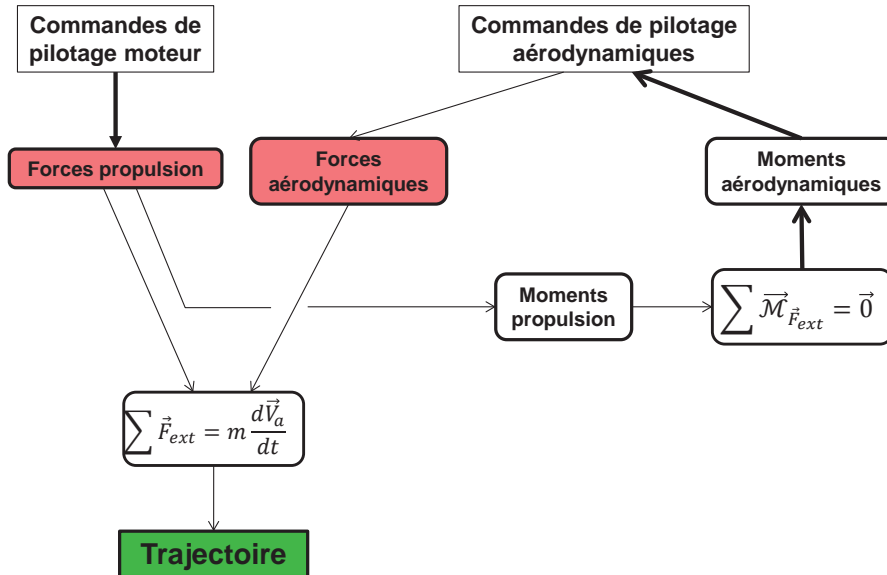 Commandes de
pilotage moteur
Commandes de pilotage
aérodynamiques
Forces propulsion
Forces
aérodynamiques
Moments
aérodynamiques
Moments
propulsion
∑ ℳ⃗_{F⃗_{ext}} = 0⃗
∑ F⃗_{ext} = m dV⃗_a/dt
Trajectoire